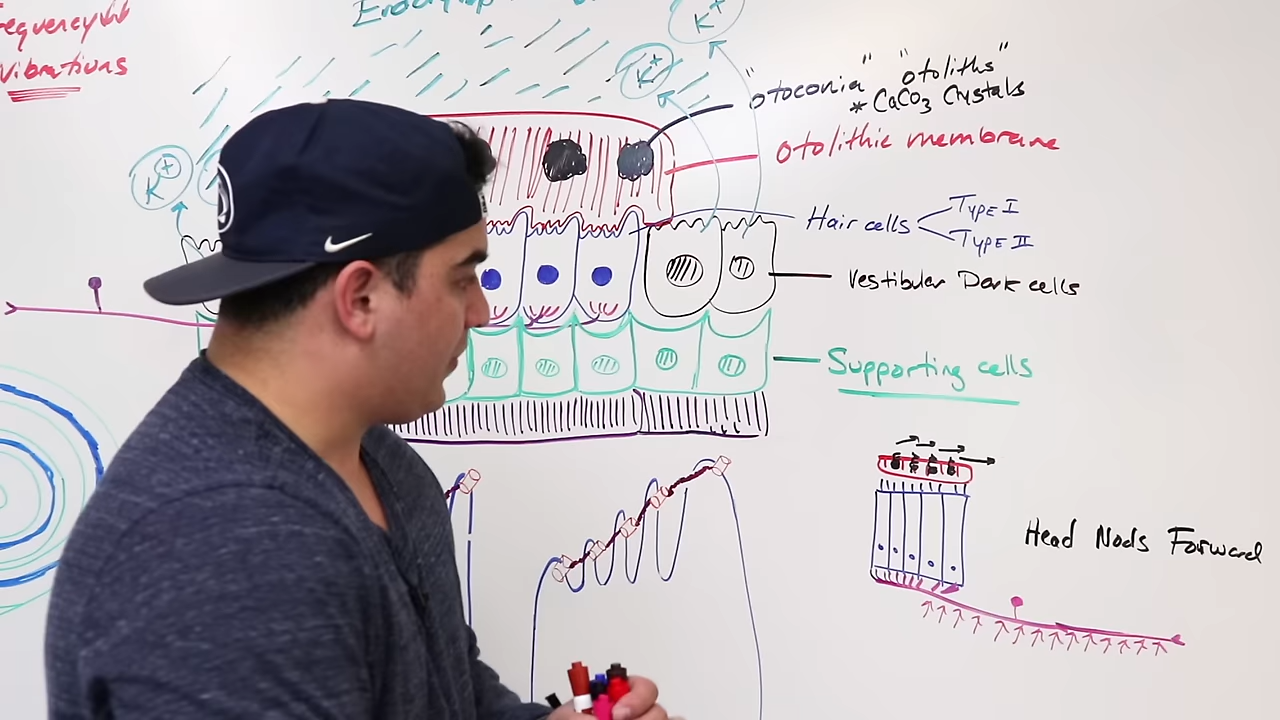 Vibrations
K+
K+
K+
"otoconia" "otoliths"
* CaCO3 Crystals
otolithic membrane
Hair cells
Type I
Type II
Vestibular Dark cells
Supporting cells
Head Nods Forward